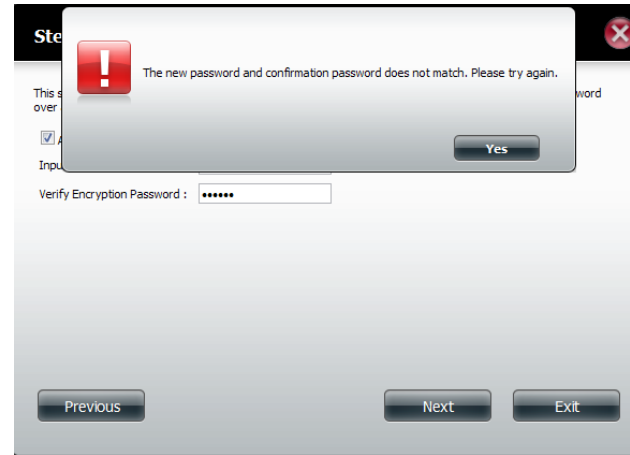 Ste
The new password and confirmation password does not match. Please try again.
This s
word
over
Yes
Inpu
Verify Encryption Password : ••••••
Previous
Next
Exit